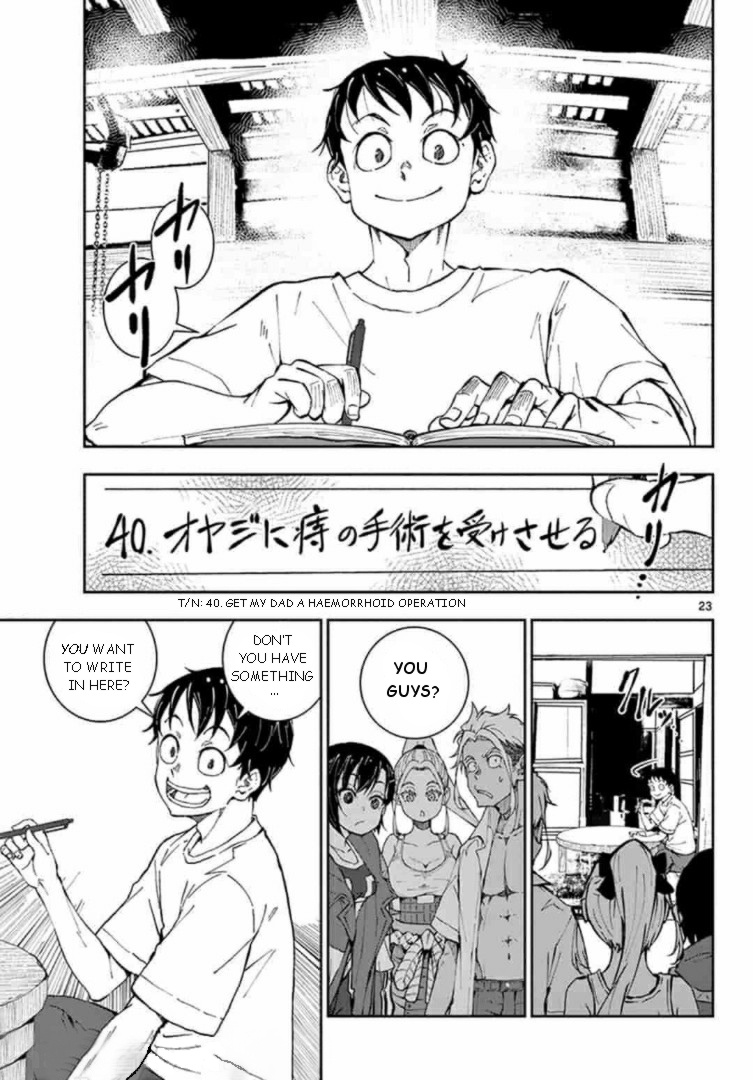 カリ
カリ
40.オヤジに痔の手術を受けさせる
カリ…
T/N: 40. GET MY DAD A HAEMORRHOID OPERATION
23
クルッ
YOU
GUYS?
DON'T
YOU HAVE
SOMETHING
...
YOU WANT
TO WRITE
IN HERE?